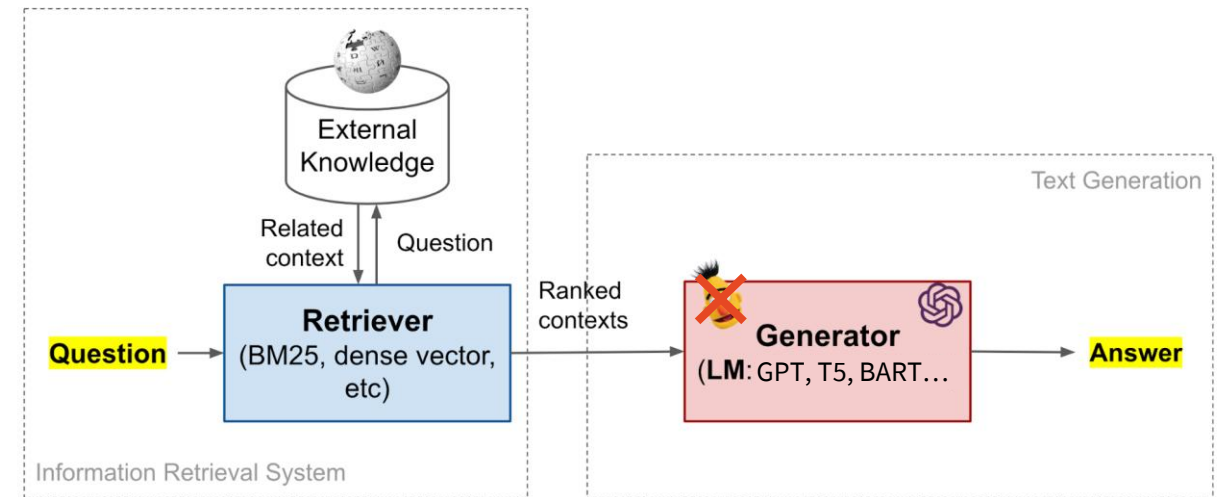 External
Knowledge
Text Generation
Related
context
Question
Ranked
contexts
Retriever
(BM25, dense vector,
etc)
Question
Generator
(LM: GPT, T5, BART…
Answer
Information Retrieval System